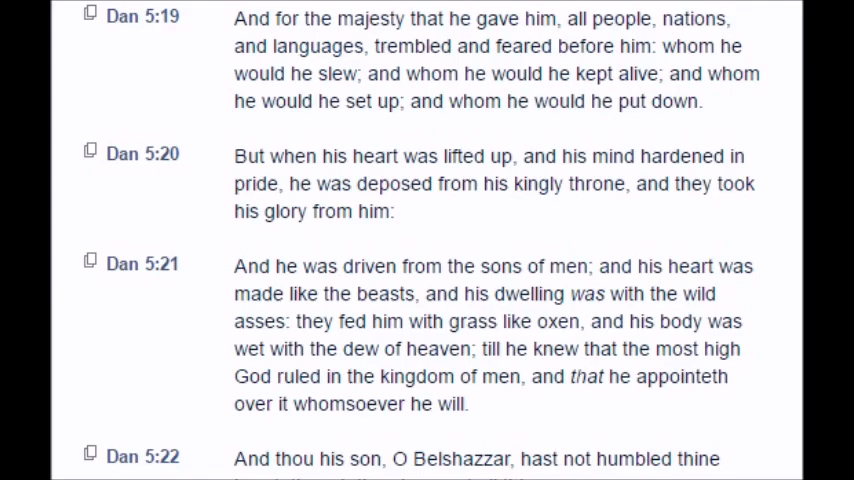 Dan 5:19 And for the majesty that he gave him, all people, nations,
and languages, trembled and feared before him: whom he
would he slew; and whom he would he kept alive; and whom
he would he set up; and whom he would he put down.
Dan 5:20 But when his heart was lifted up, and his mind hardened in
pride, he was deposed from his kingly throne, and they took
his glory from him:
Dan 5:21 And he was driven from the sons of men; and his heart was
made like the beasts, and his dwelling was with the wild
asses: they fed him with grass like oxen, and his body was
wet with the dew of heaven; till he knew that the most high
God ruled in the kingdom of men, and that he appointeth
over it whomsoever he will.
Dan 5:22 And thou his son, O Belshazzar, hast not humbled thine